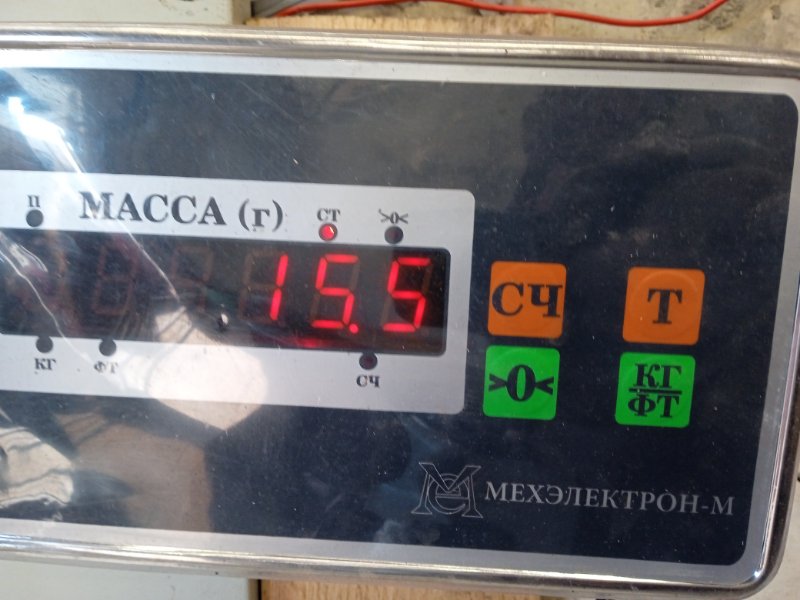 П
МАССА (г)
СТ
>0<
15.5
КГ
ФТ
СЧ
СЧ
Т
>0<
КГ
ФТ
МЕХЭЛЕКТРОН-М